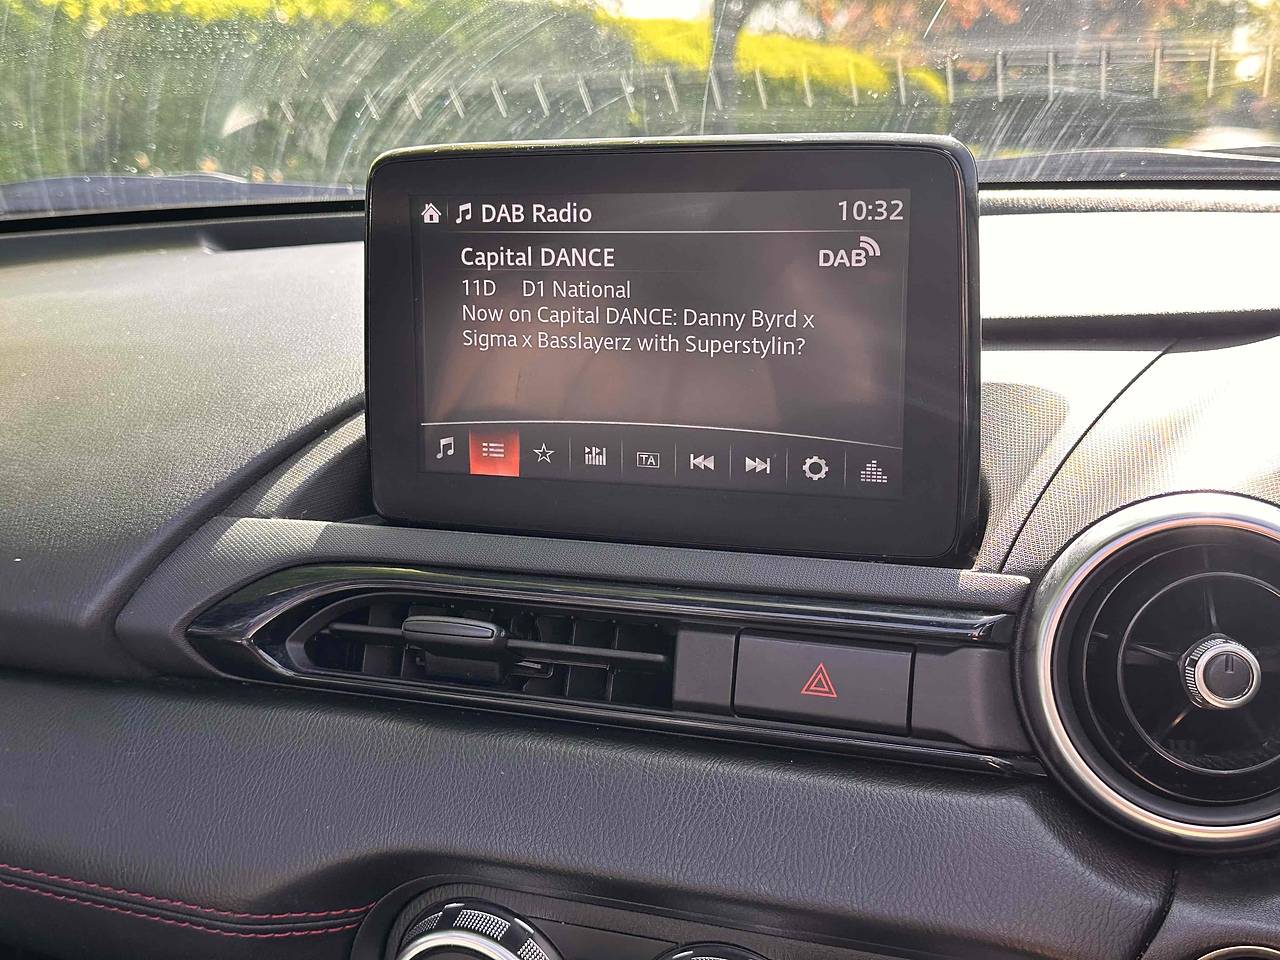 DAB Radio 10:32
Capital DANCE DAB
11D D1 National
Now on Capital DANCE: Danny Byrd x
Sigma x Basslayerz with Superstylin?
TA